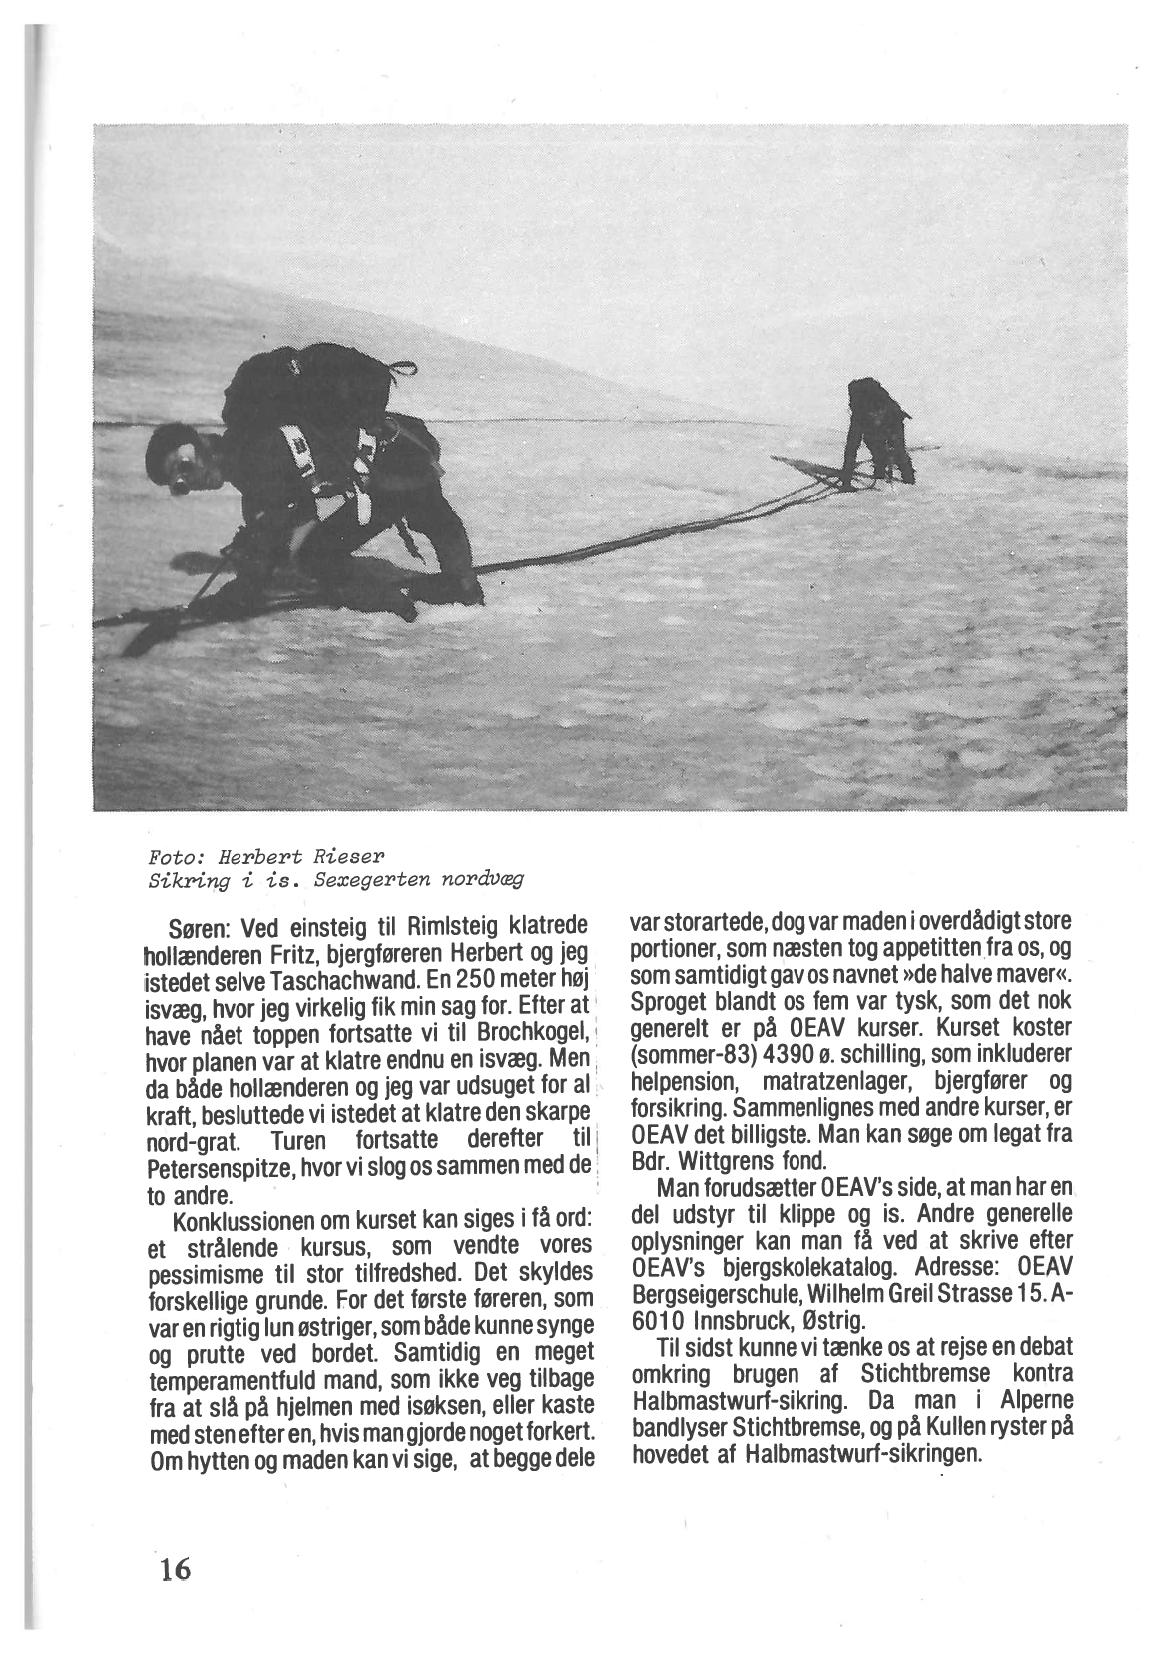 Foto: Herbert Rieser
Sikring i is. Sexegerten nordvæg
Søren: Ved einsteig til Rimlsteig klatrede
hollænderen Fritz, bjergføreren Herbert og jeg
istedet selve Taschachwand. En 250 meter høj
isvæg, hvor jeg virkelig fik min sag for. Efter at
have nået toppen fortsatte vi til Brochkogel,
hvor planen var at klatre endnu en isvæg. Men
da både hollænderen og jeg var udsuget for al
kraft, besluttede vi istedet at klatre den skarpe
nord-grat. Turen fortsatte derefter til
Petersenspitze, hvor vi slog os sammen med de
to andre.
Konklussionen om kurset kan siges i få ord:
et strålende kursus, som vendte vores
pessimisme til stor tilfredshed. Det skyldes
forskellige grunde. For det første føreren, som
var en rigtig lun østriger, som både kunne synge
og prutte ved bordet. Samtidig en meget
temperamentfuld mand, som ikke veg tilbage
fra at slå på hjelmen med isøksen, eller kaste
med sten efter en, hvis man gjorde noget forkert.
Om hytten og maden kan vi sige, at begge dele
var storartede, dog var maden i overdådigt store
portioner, som næsten tog appetitten fra os, og
som samtidigt gav os navnet »de halve maver«.
Sproget blandt os fem var tysk, som det nok
generelt er på OEAV kurser. Kurset koster
(sommer-83) 4390 ø. schilling, som inkluderer
helpension, matratzenlager, bjergfører og
forsikring. Sammenlignes med andre kurser, er
OEAV det billigste. Man kan søge om legat fra
Bdr. Wittgrens fond.
Man forudsætter OEAV's side, at man har en
del udstyr til klippe og is. Andre generelle
oplysninger kan man få ved at skrive efter
OEAV's bjergskolekatalog. Adresse: OEAV
Bergseigerschule, Wilhelm Greil Strasse 15. A-
6010 Innsbruck, Østrig.
Til sidst kunne vi tænke os at rejse en debat
omkring brugen af Stichtbremse kontra
Halbmastwurf-sikring. Da man i Alperne
bandlyser Stichtbremse, og på Kullen ryster på
hovedet af Halbmastwurf-sikringen.
16